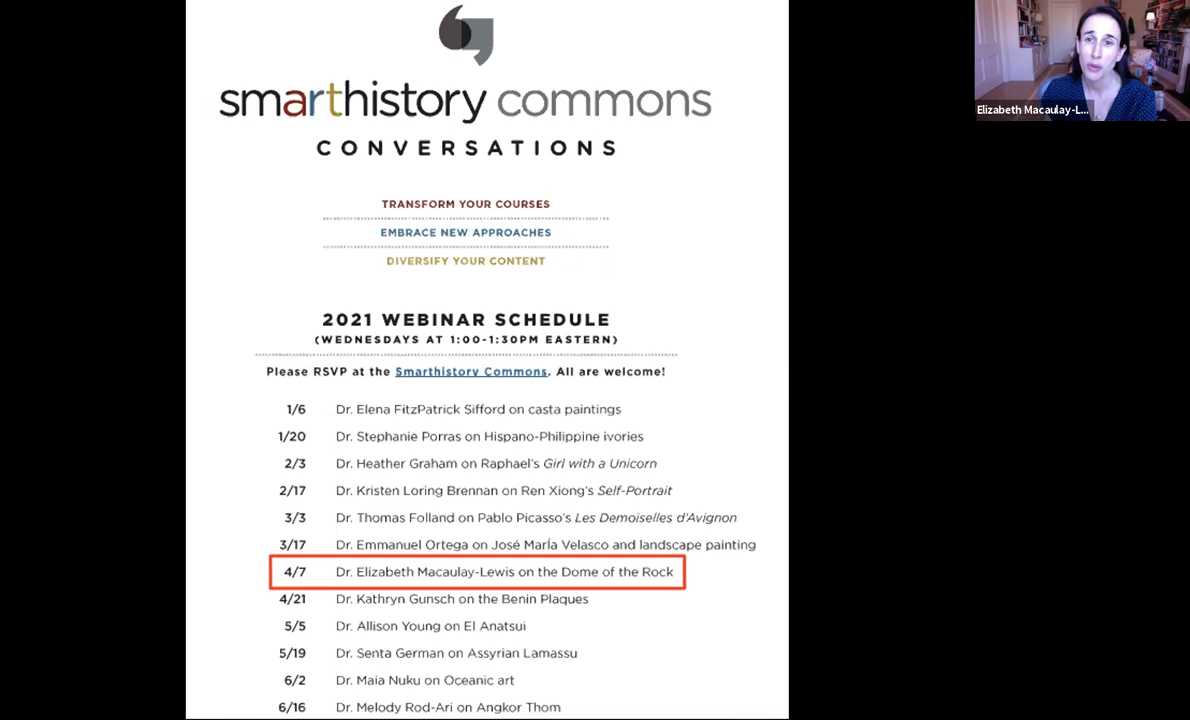 smarthistory commons
CONVERSATIONS
TRANSFORM YOUR COURSES
EMBRACE NEW APPROACHES
DIVERSIFY YOUR CONTENT
2021 WEBINAR SCHEDULE
(WEDNESDAYS AT 1:00-1:30PM EASTERN)
Please RSVP at the Smarthistory Commons. All are welcome!
1/6 Dr. Elena FitzPatrick Sifford on casta paintings
1/20 Dr. Stephanie Porras on Hispano-Philippine ivories
2/3 Dr. Heather Graham on Raphael's Girl with a Unicorn
2/17 Dr. Kristen Loring Brennan on Ren Xiong's Self-Portrait
3/3 Dr. Thomas Folland on Pablo Picasso's Les Demoiselles d'Avignon
3/17 Dr. Emmanuel Ortega on José María Velasco and landscape painting
4/7 Dr. Elizabeth Macaulay-Lewis on the Dome of the Rock
4/21 Dr. Kathryn Gunsch on the Benin Plaques
5/5 Dr. Allison Young on El Anatsui
5/19 Dr. Senta German on Assyrian Lamassu
6/2 Dr. Maia Nuku on Oceanic art
6/16 Dr. Melody Rod-Ari on Angkor Thom
Elizabeth Macaulay-L...